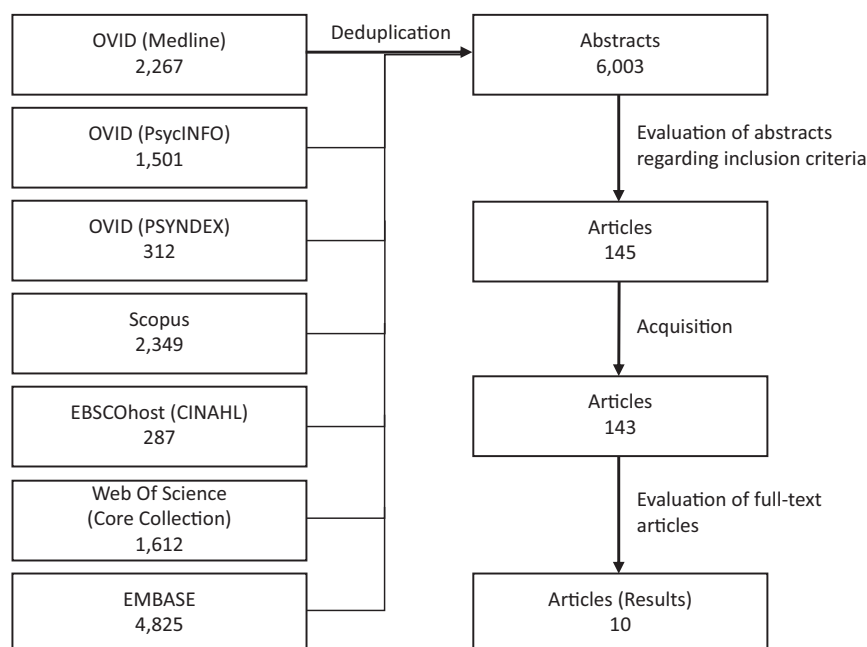 OVID (Medline)
2,267
OVID (PsycINFO)
1,501
OVID (PSYNDEX)
312
Scopus
2,349
EBSCOhost (CINAHL)
287
Web Of Science
(Core Collection)
1,612
EMBASE
4,825
Deduplication
Abstracts
6,003
Evaluation of abstracts
regarding inclusion criteria
Articles
145
Acquisition
Articles
143
Evaluation of full-text
articles
Articles (Results)
10